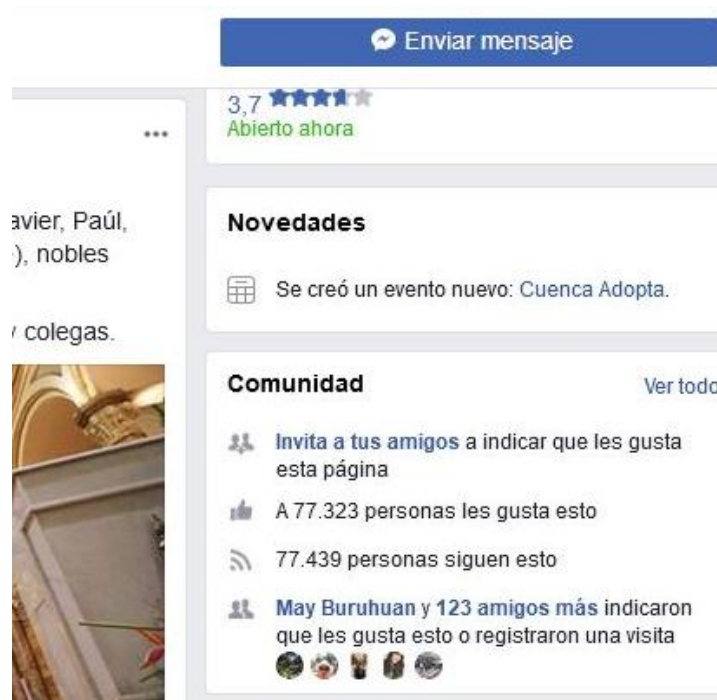 Enviar mensaje
3,7
Abierto ahora
avier, Paúl,
), nobles
y colegas.
Novedades
Se creó un evento nuevo: Cuenca Adopta.
Comunidad
Ver todo
Invita a tus amigos a indicar que les gusta
esta página
A 77.323 personas les gusta esto
77.439 personas siguen esto
May Buruhuan y 123 amigos más indicaron
que les gusta esto o registraron una visita